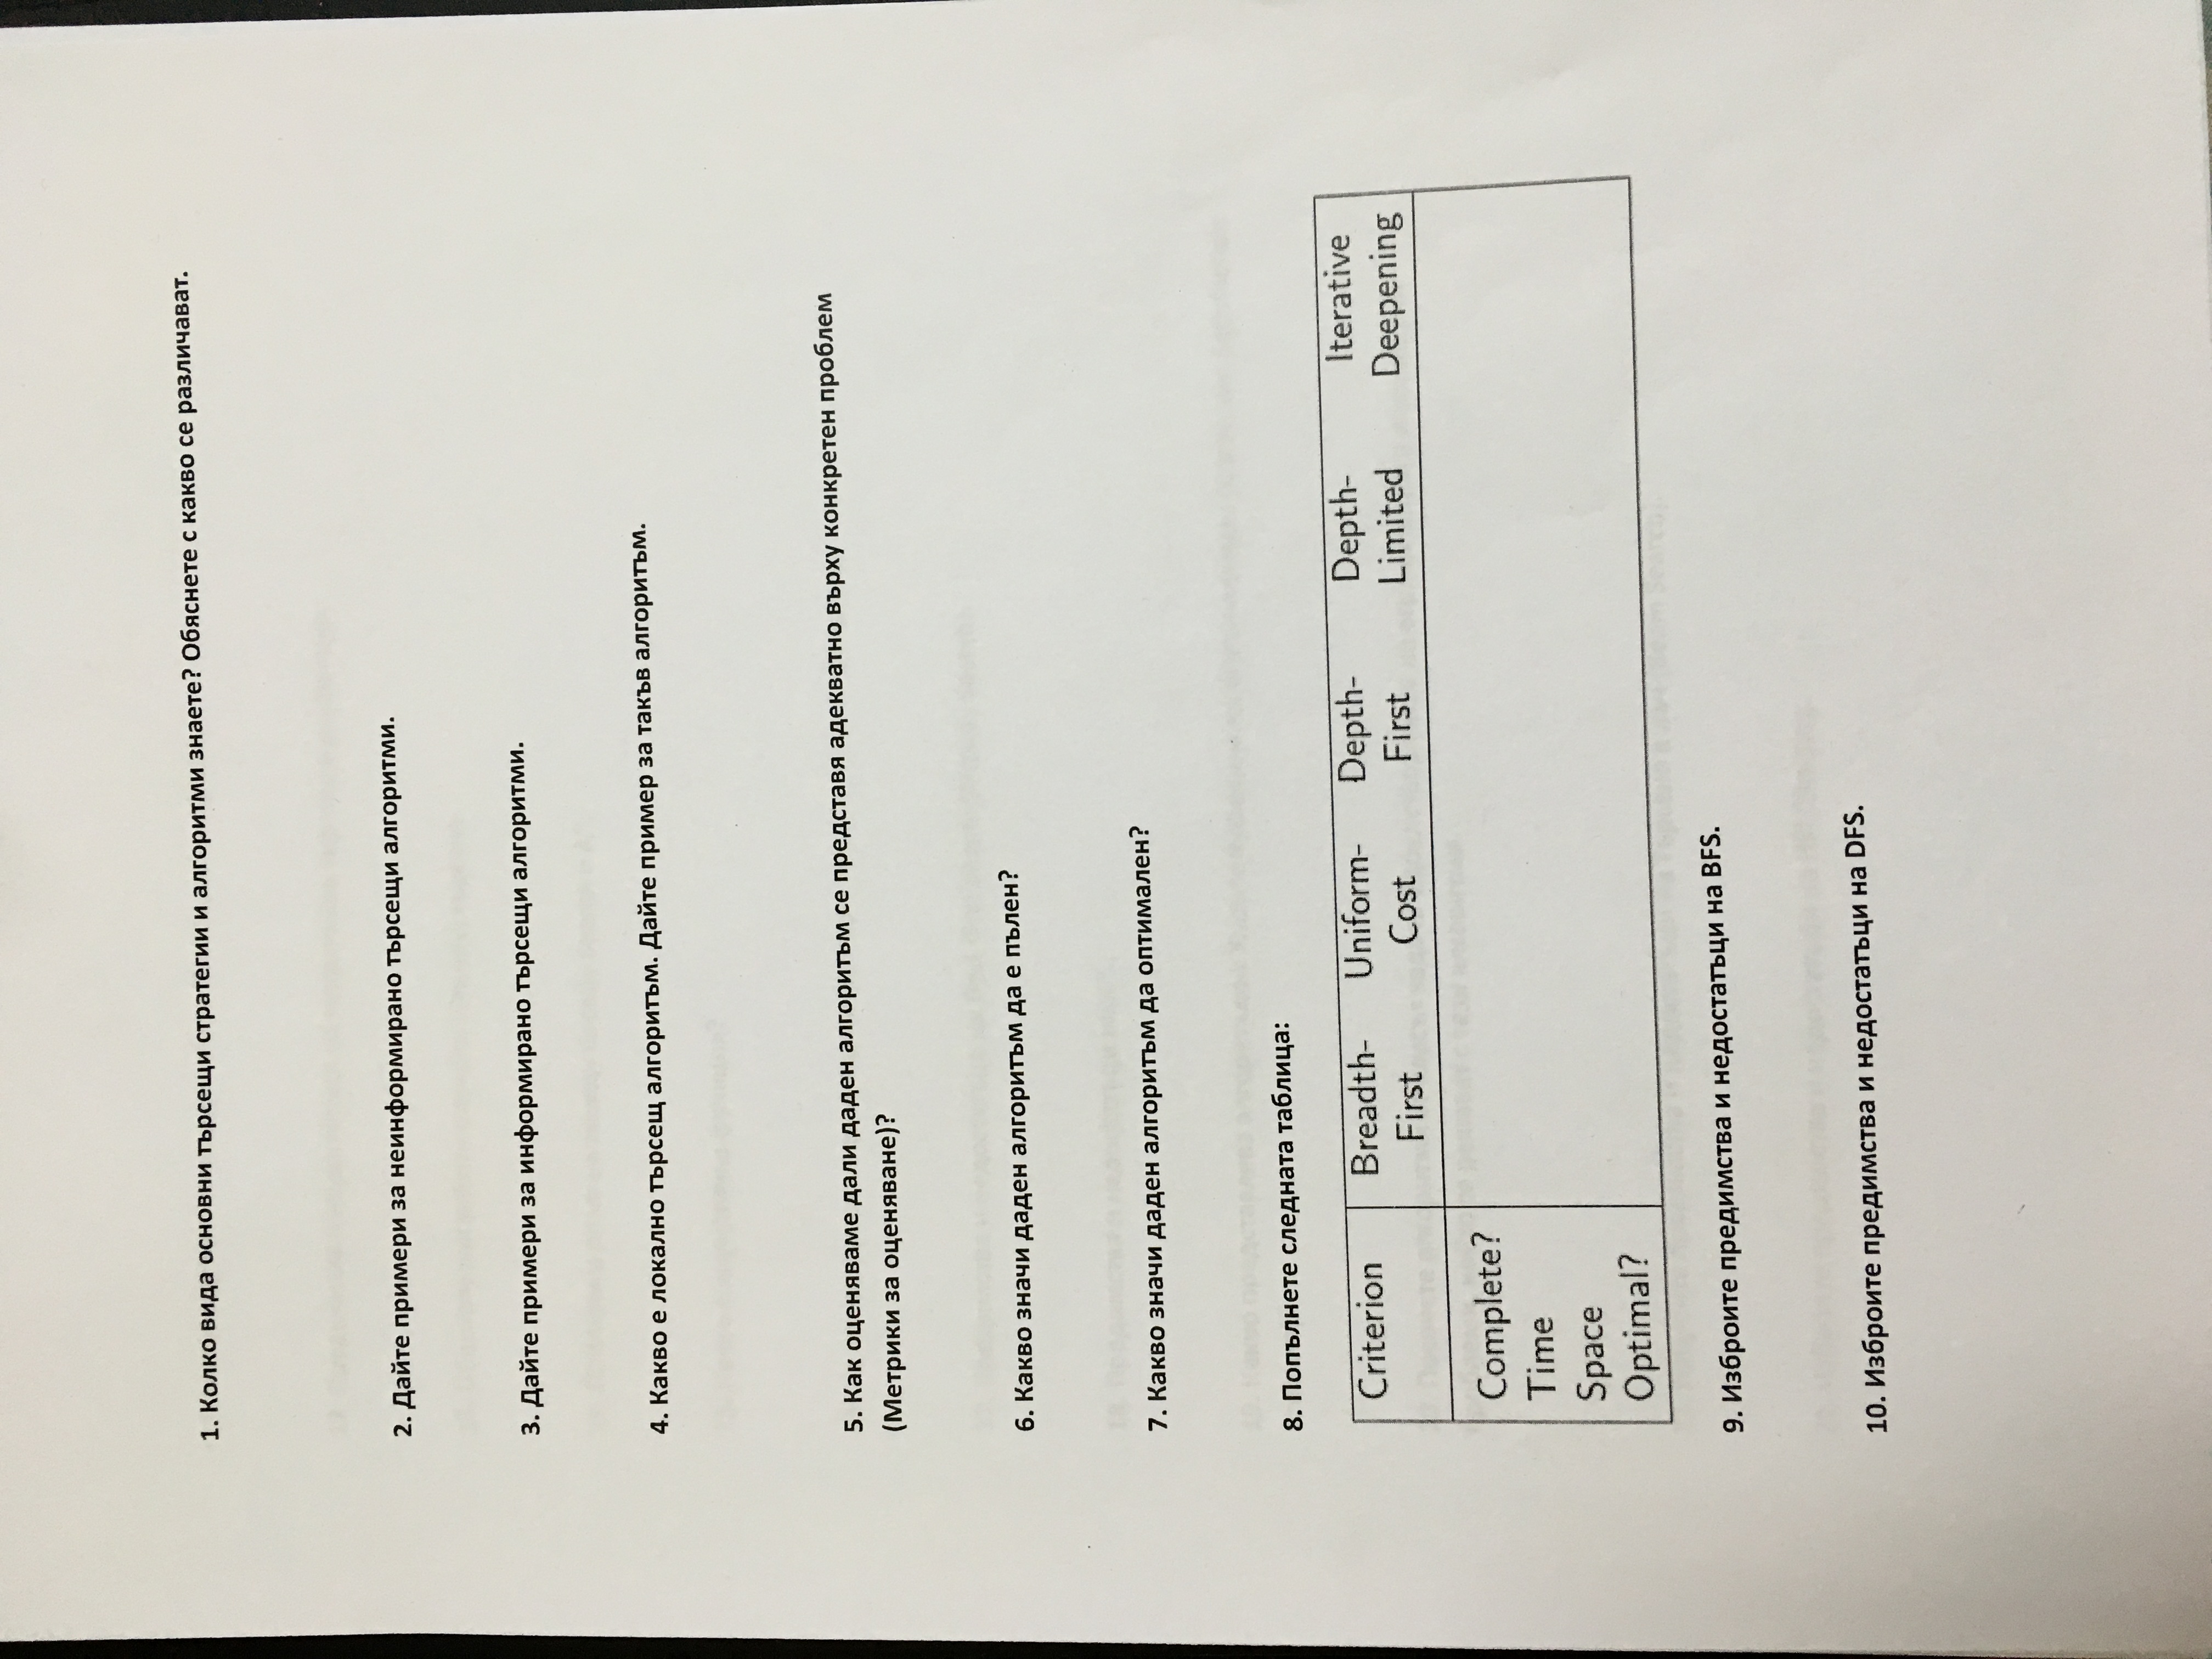 1. Колко вида основни търсещи стратегии и алгоритми знаете? Обяснете с какво се различават.
2. Дайте примери за неинформирано търсещи алгоритми.
3. Дайте примери за информирано търсещи алгоритми.
4. Какво е локално търсещ алгоритъм. Дайте пример за такъв алгоритъм.
5. Как оценяваме дали даден алгоритъм се представя адекватно върху конкретен проблем
(Метрики за оценяване)?
6. Какво значи даден алгоритъм да е пълен?
7. Какво значи даден алгоритъм да оптимален?
8. Попълнете следната таблица:
Criterion Breadth- Uniform- Depth- Depth- Iterative
First Cost First Limited Deepening
Complete?
Time
Space
Optimal?
9. Изброите предимства и недостатъци на BFS.
10. Изброите предимства и недостатъци на DFS.